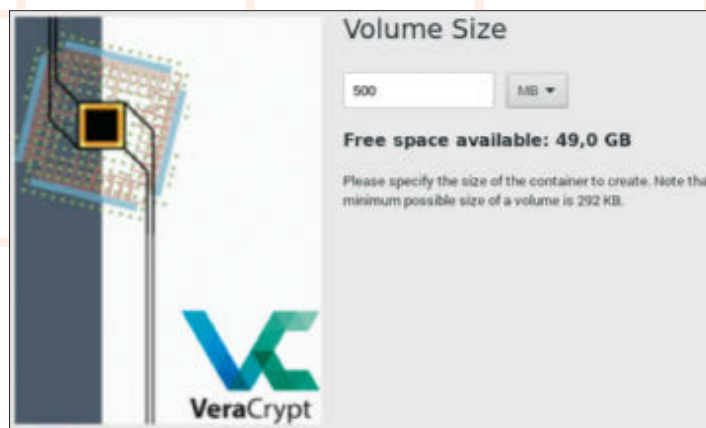 Volume Size
500
MB
Free space available: 49,0 GB
Please specify the size of the container to create. Note tha
minimum possible size of a volume is 292 KB.
VeraCrypt